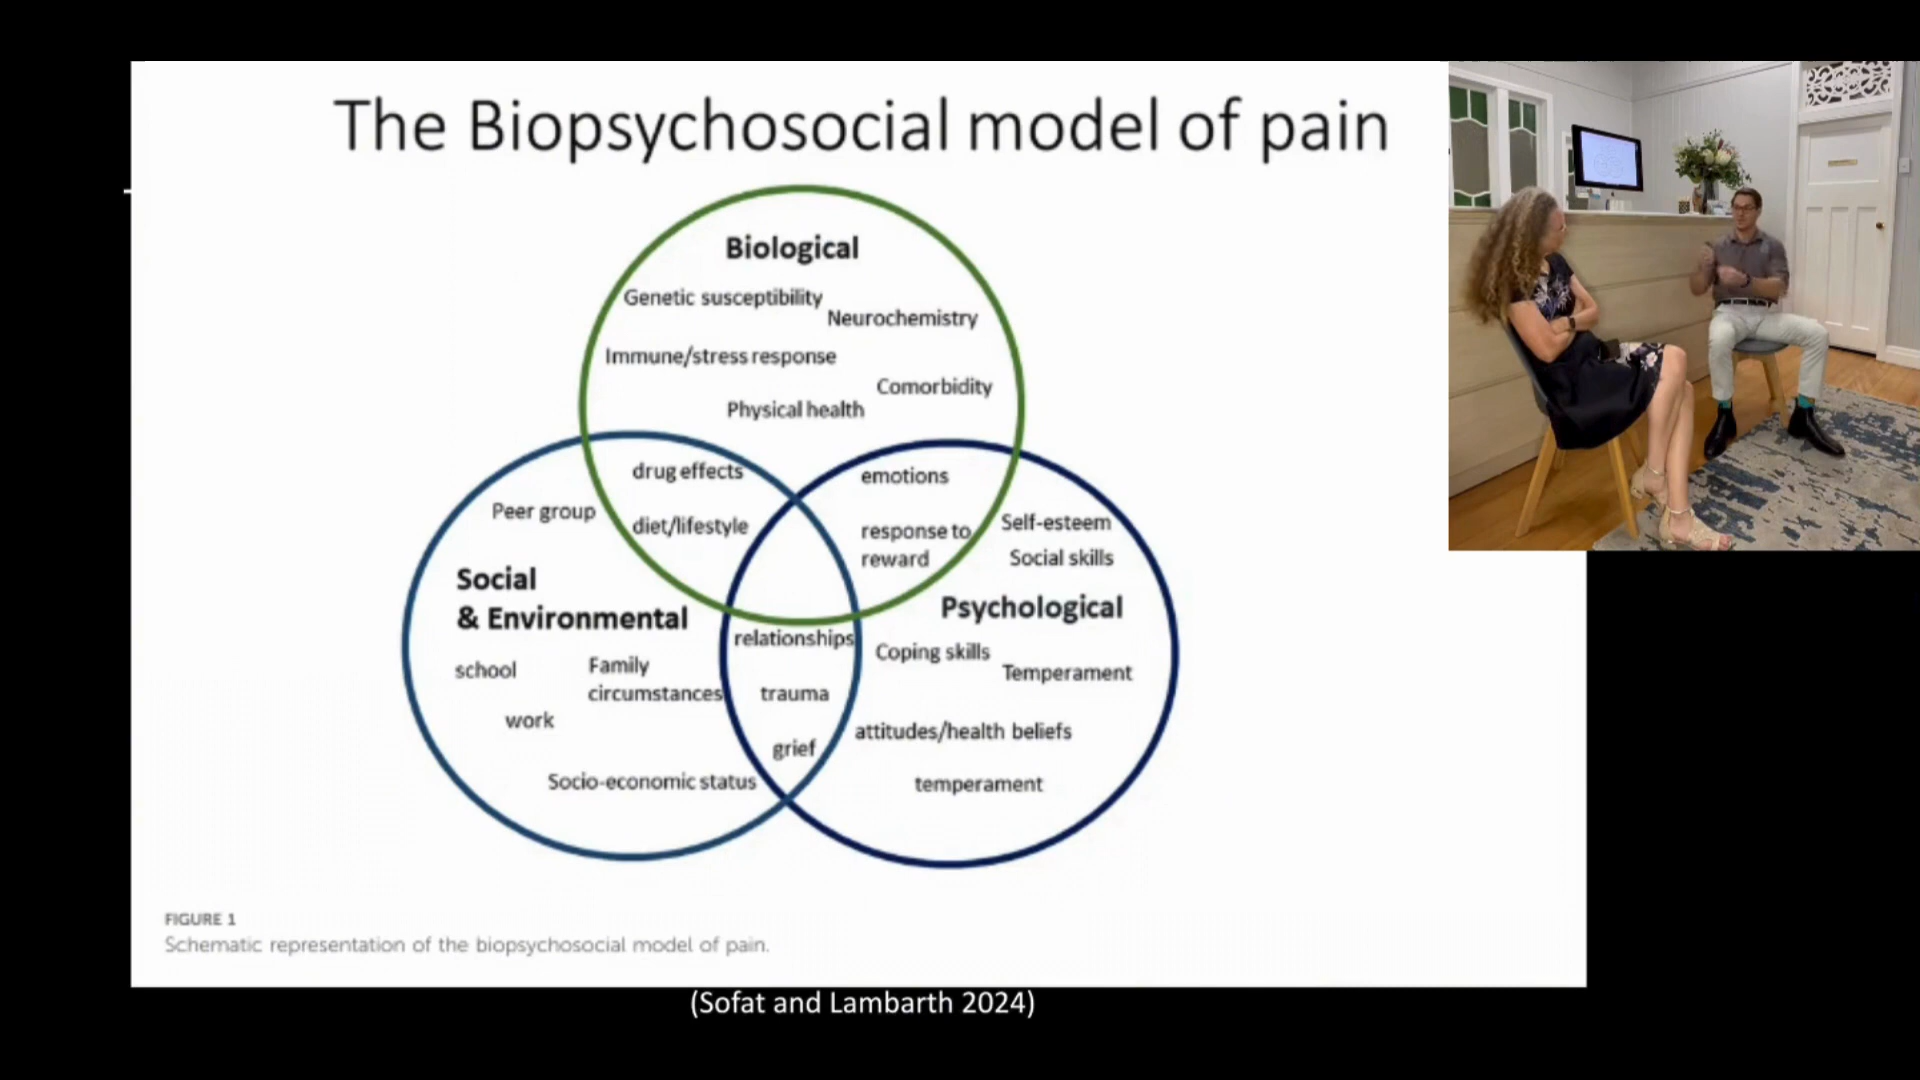 The Biopsychosocial model of pain
Biological
Genetic susceptibility
Neurochemistry
Immune/stress response
Comorbidity
Physical health
drug effects
emotions
Peer group
diet/lifestyle
response to
reward
Self-esteem
Social skills
Social
& Environmental
Psychological
relationships
Coping skills
school
Family
circumstances
Temperament
trauma
work
attitudes/health beliefs
grief
Socio-economic status
temperament
FIGURE 1
Schematic representation of the biopsychosocial model of pain.
(Sofat and Lambarth 2024)